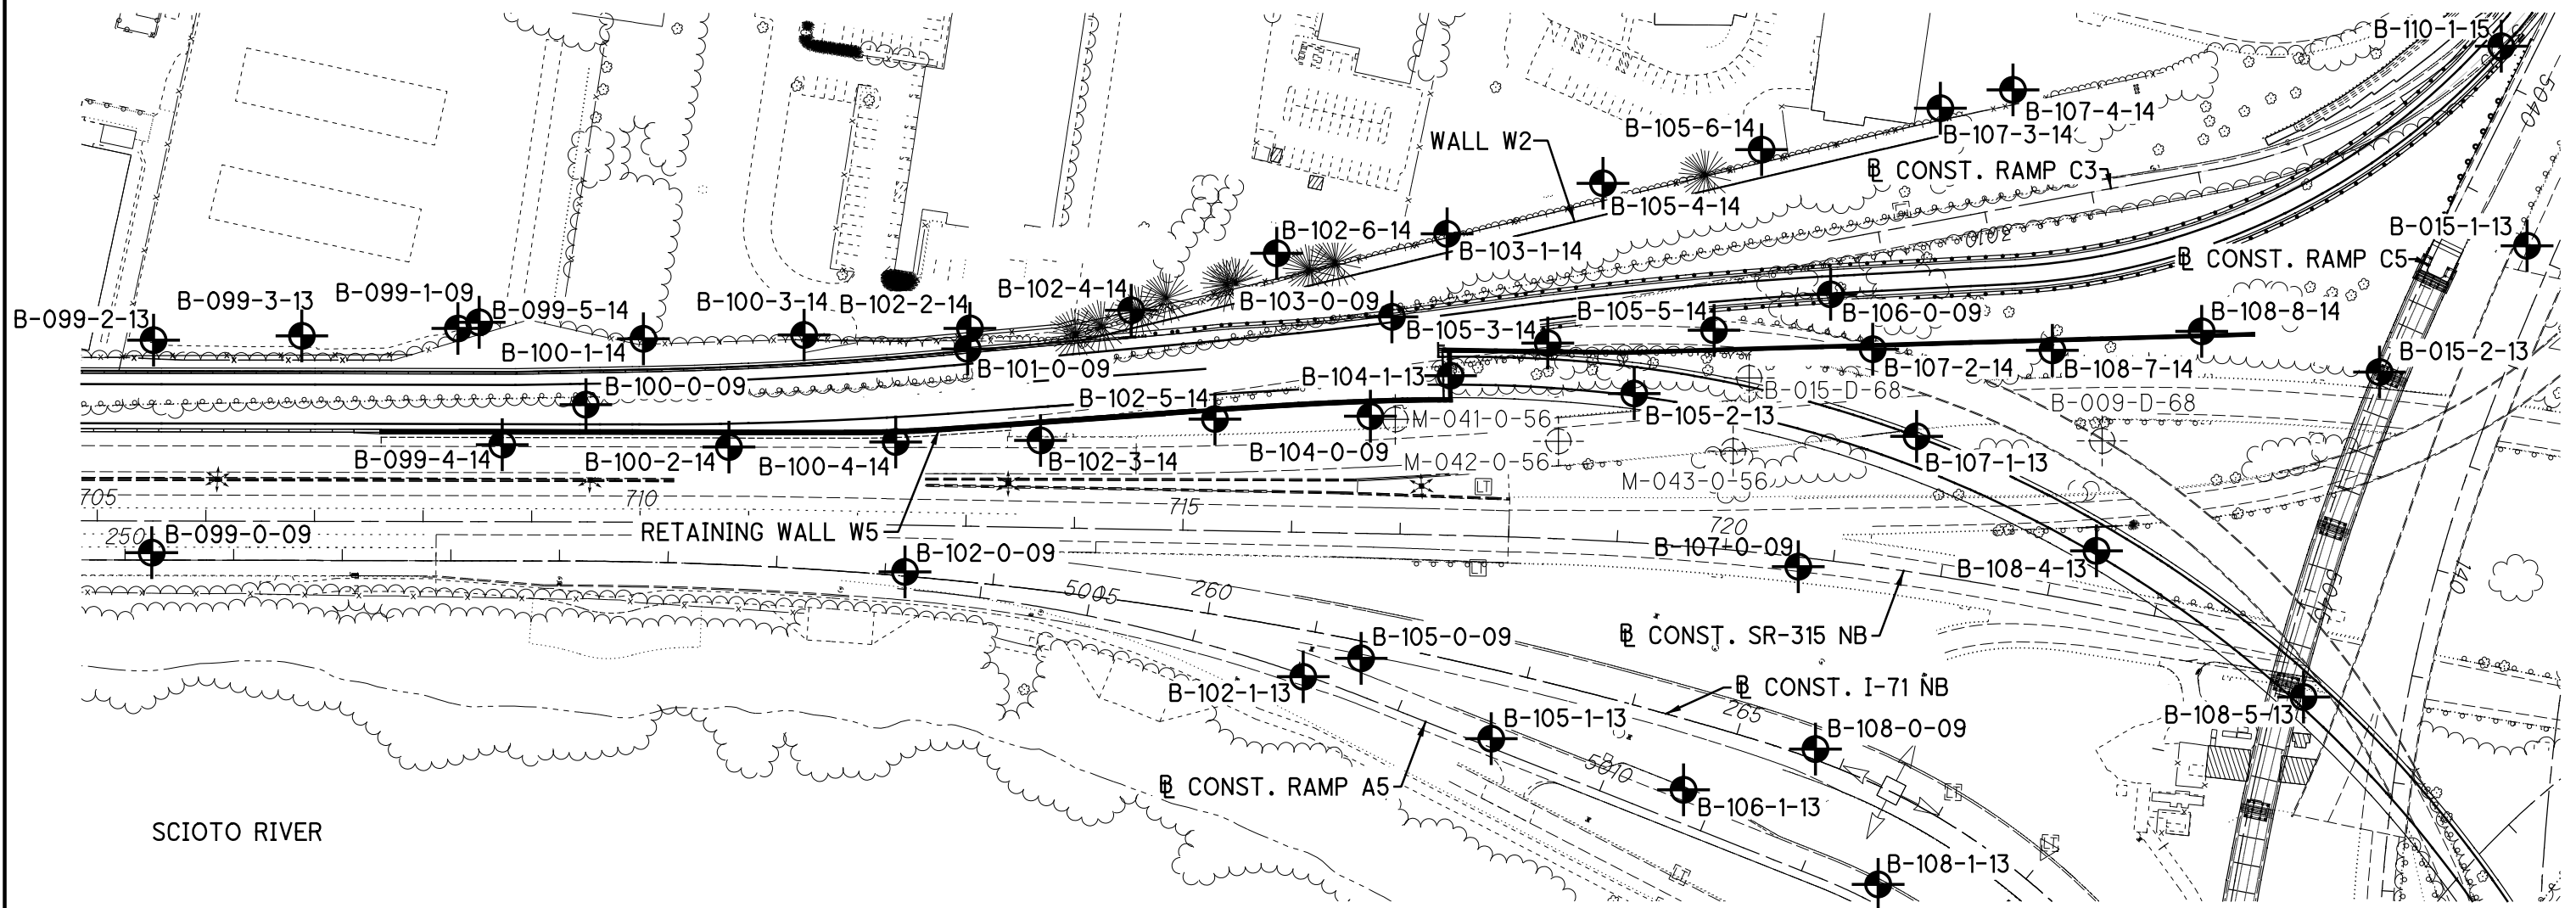 B-110-1-15
B-107-4-14
B-107-3-14
B-105-6-14
WALL W2
5040
℄ CONST. RAMP C3
B-105-4-14
B-015-1-13
B-102-6-14
B-103-1-14
℄ CONST. RAMP C5
B-099-1-09
B-099-3-13
B-099-5-14
B-099-2-13
B-100-3-14
B-102-2-14
B-102-4-14
B-103-0-09
B-105-3-14
B-105-5-14
B-106-0-09
B-108-8-14
B-100-1-14
B-101-0-09
B-107-2-14
B-108-7-14
B-015-2-13
B-100-0-09
B-104-1-13
B-102-5-14
B-015-D-68
B-009-D-68
M-041-0-56
B-105-2-13
B-099-4-14
B-100-2-14
B-100-4-14
B-102-3-14
B-104-0-09
M-042-0-56
M-043-0-56
B-107-1-13
LT
705
710
715
720
250
B-099-0-09
RETAINING WALL W5
B-102-0-09
B-107-0-09
LT
B-108-4-13
5005
260
140
B-105-0-09
℄ CONST. SR-315 NB
B-102-1-13
℄ CONST. I-71 NB
265
B-105-1-13
B-108-0-09
B-108-5-13
5010
℄ CONST. RAMP A5
B-106-1-13
LT
SCIOTO RIVER
LT
B-108-1-13
LT